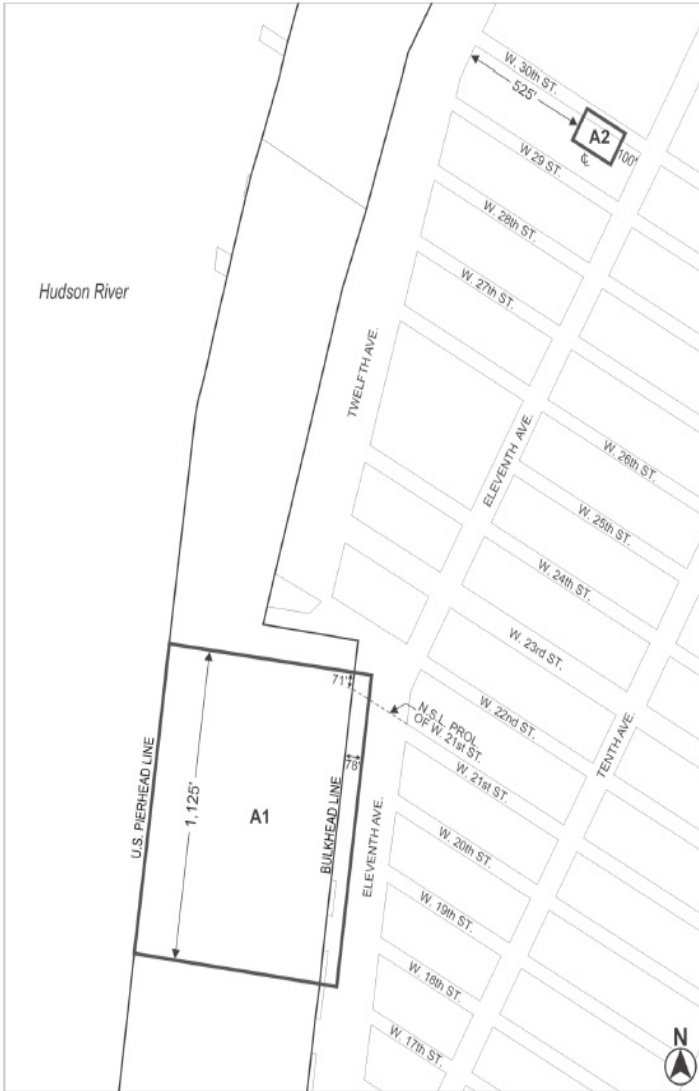 W. 30th ST.
525'
A2
100'
℄
W 29 ST.
W. 28th ST.
W. 27th ST.
Hudson River
TWELFTH AVE.
ELEVENTH AVE.
W. 26th ST.
W. 25th ST.
W. 24th ST.
W. 23rd ST.
W. 22nd ST.
TENTH AVE.
71'
N.S.L. PROL.
OF W. 21st ST.
78'
W. 21st ST.
U.S. PIERHEAD LINE
1,125'
A1
BULKHEAD LINE
ELEVENTH AVE.
W. 20th ST.
W. 19th ST.
W. 18th ST.
W. 17th ST.
N